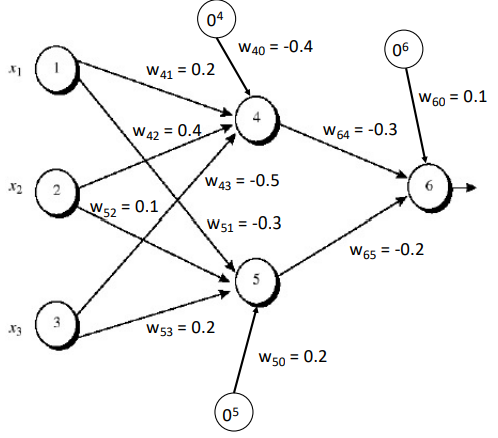 0⁴
w₄₀ = -0.4
0⁶
x₁
1
w₄₁ = 0.2
w₆₀ = 0.1
w₄₂ = 0.4
4
w₆₄ = -0.3
x₂
2
w₄₃ = -0.5
6
w₅₂ = 0.1
w₅₁ = -0.3
w₆₅ = -0.2
5
x₃
3
w₅₃ = 0.2
w₅₀ = 0.2
0⁵